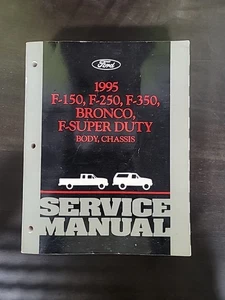 Ford
1995
F-150, F-250, F-350,
BRONCO,
F-SUPER DUTY
BODY, CHASSIS
SERVICE
MANUAL